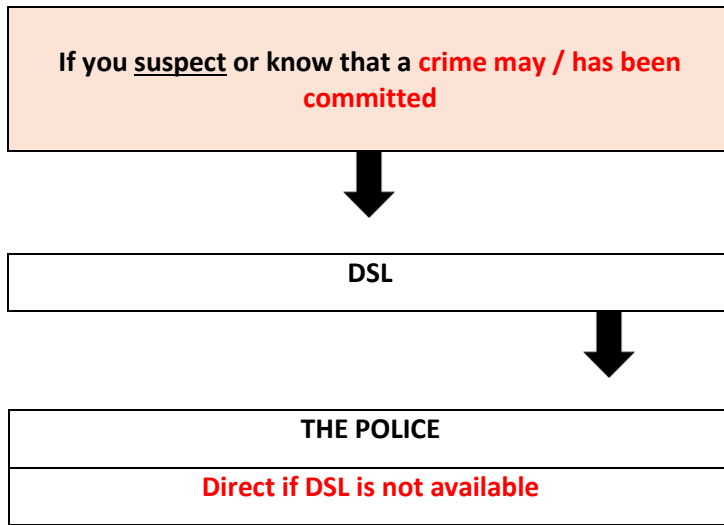 If you suspect or know that a crime may / has been
committed
DSL
THE POLICE
Direct if DSL is not available